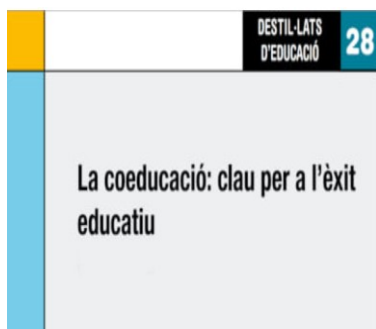 DESTIL·LATS
D'EDUCACIÓ
28
La coeducació: clau per a l'èxit
educatiu